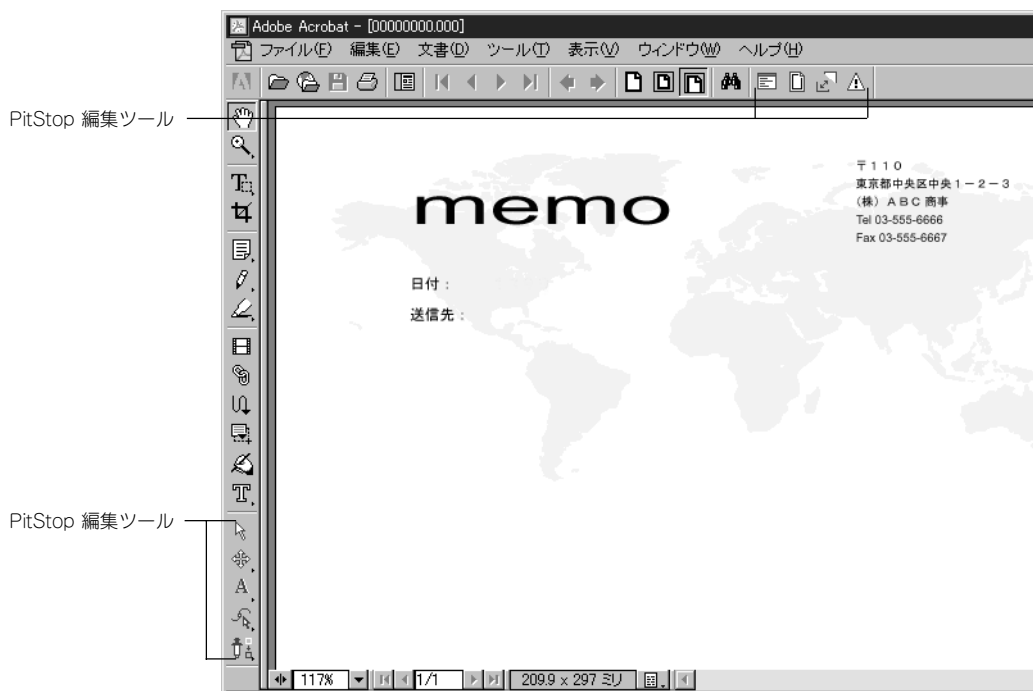 Adobe Acrobat - [00000000.000]
ファイル(F) 編集(E) 文書(D) ツール(T) 表示(V) ウィンドウ(W) ヘルプ(H)
PitStop 編集ツール
memo
〒110
東京都中央区中央1-2-3
(株) ABC 商事
Tel 03-555-6666
Fax 03-555-6667
日付:
送信先:
PitStop 編集ツール
117% 1/1 209.9 x 297 ミリ